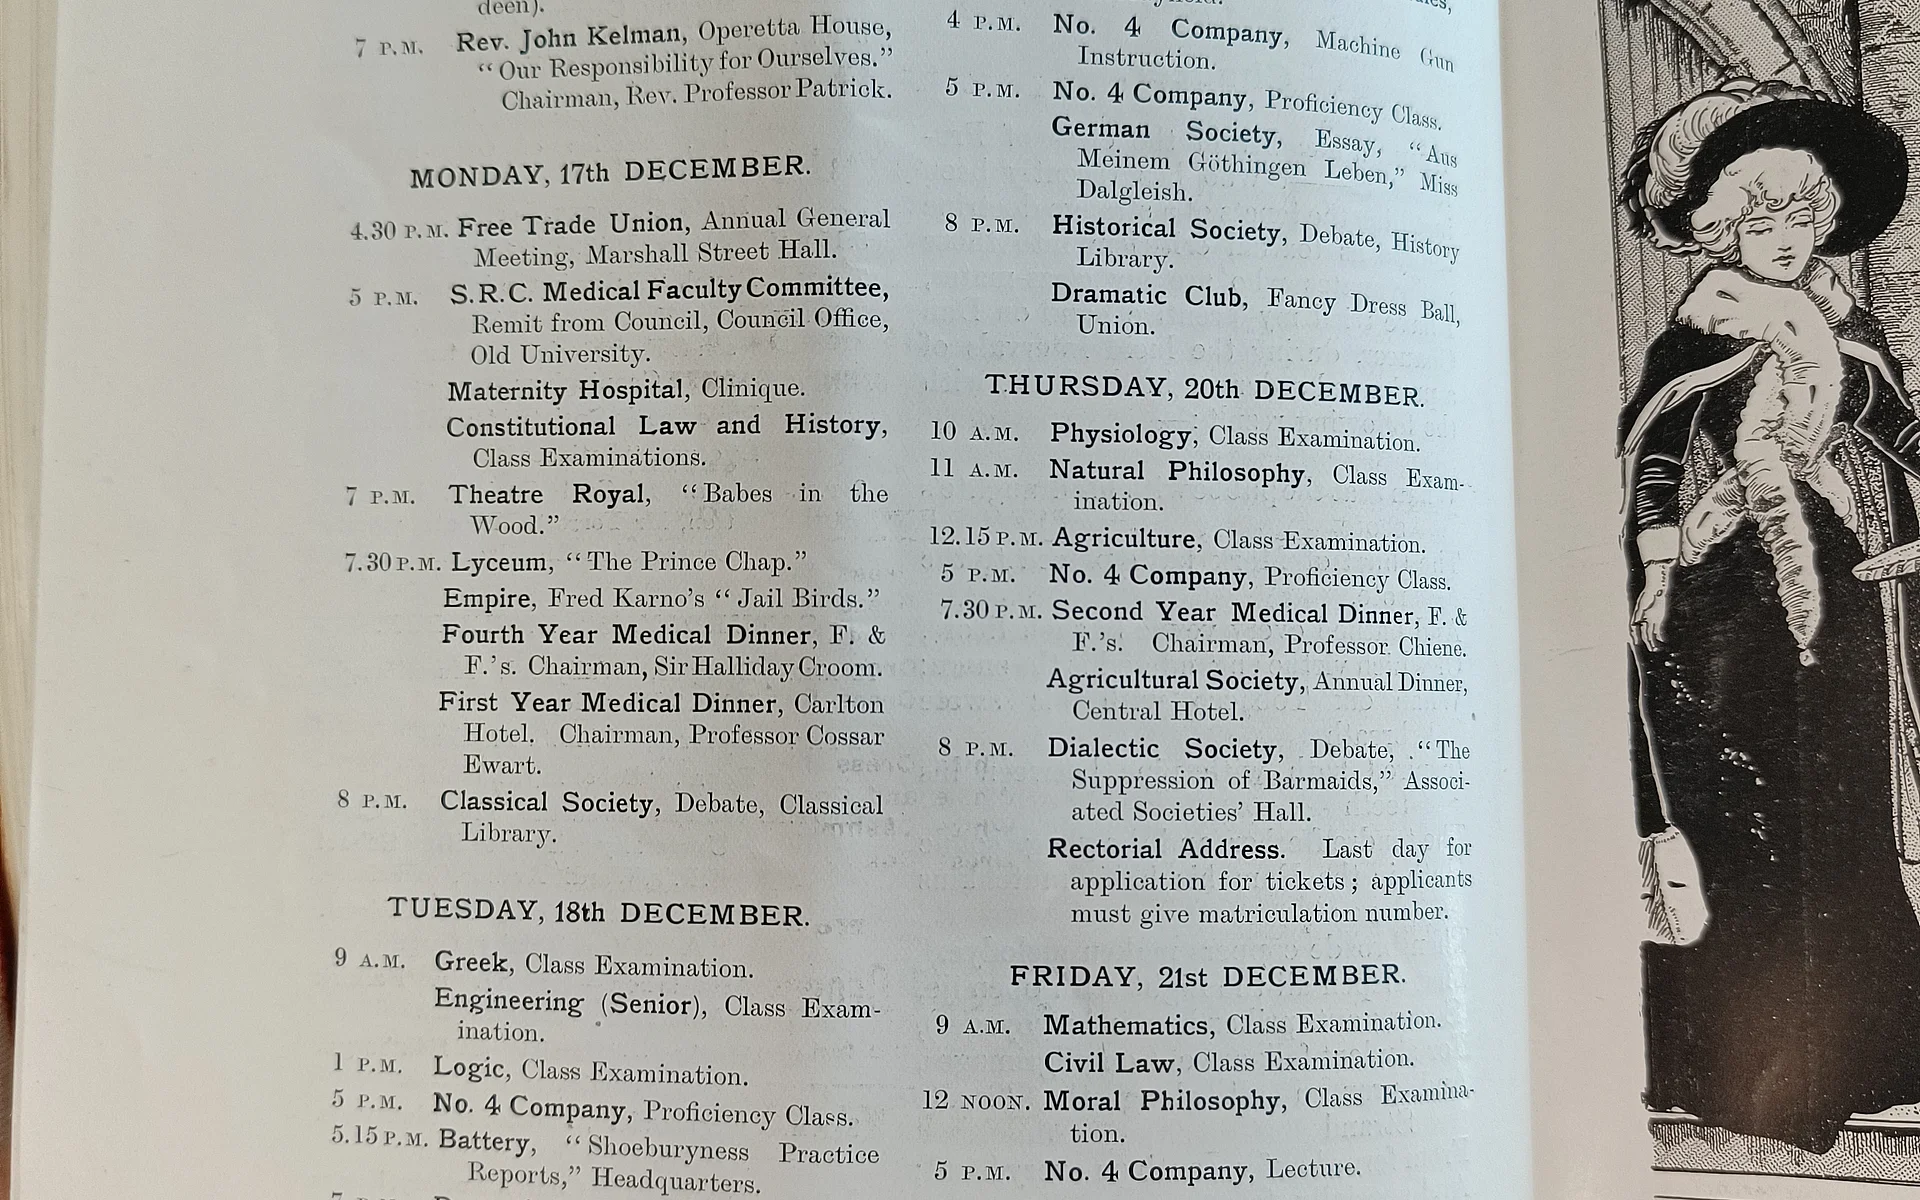 deen).
7 P.M. Rev. John Kelman, Operetta House,
“Our Responsibility for Ourselves.”
Chairman, Rev. Professor Patrick.
MONDAY, 17th DECEMBER.
4.30 P.M. Free Trade Union, Annual General
Meeting, Marshall Street Hall.
5 P.M. S.R.C. Medical Faculty Committee,
Remit from Council, Council Office,
Old University.
Maternity Hospital, Clinique.
Constitutional Law and History,
Class Examinations.
7 P.M. Theatre Royal, “Babes in the
Wood.”
7.30 P.M. Lyceum, “The Prince Chap.”
Empire, Fred Karno’s “Jail Birds.”
Fourth Year Medical Dinner, F. &
F.’s. Chairman, Sir Halliday Croom.
First Year Medical Dinner, Carlton
Hotel. Chairman, Professor Cossar
Ewart.
8 P.M. Classical Society, Debate, Classical
Library.
TUESDAY, 18th DECEMBER.
9 A.M. Greek, Class Examination.
Engineering (Senior), Class Exam-
ination.
1 P.M. Logic, Class Examination.
5 P.M. No. 4 Company, Proficiency Class.
5.15 P.M. Battery, “Shoeburyness Practice
Reports,” Headquarters.
4 P.M. No. 4 Company, Machine Gun
Instruction.
5 P.M. No. 4 Company, Proficiency Class.
German Society, Essay, “Aus
Meinem Göthingen Leben,” Miss
Dalgleish.
8 P.M. Historical Society, Debate, History
Library.
Dramatic Club, Fancy Dress Ball,
Union.
THURSDAY, 20th DECEMBER.
10 A.M. Physiology, Class Examination.
11 A.M. Natural Philosophy, Class Exam-
ination.
12.15 P.M. Agriculture, Class Examination.
5 P.M. No. 4 Company, Proficiency Class.
7.30 P.M. Second Year Medical Dinner, F. &
F.’s. Chairman, Professor Chiene.
Agricultural Society, Annual Dinner,
Central Hotel.
8 P.M. Dialectic Society, Debate, “The
Suppression of Barmaids,” Associ-
ated Societies’ Hall.
Rectorial Address. Last day for
application for tickets; applicants
must give matriculation number.
FRIDAY, 21st DECEMBER.
9 A.M. Mathematics, Class Examination.
Civil Law, Class Examination.
12 NOON. Moral Philosophy, Class Examina-
tion.
5 P.M. No. 4 Company, Lecture.